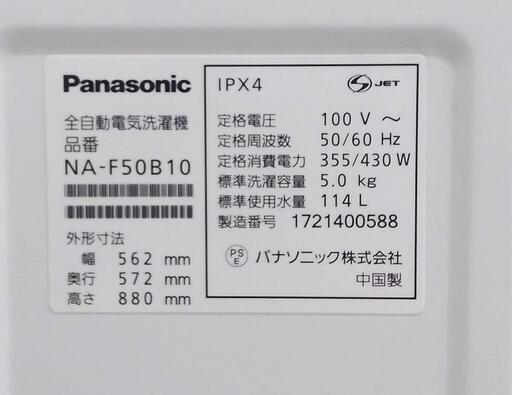 Panasonic
全自動電気洗濯機
品番
NA-F50B10
外形寸法
幅 562 mm
奥行 572 mm
高さ 880 mm
IPX4
S JET
定格電圧 100 V ～
定格周波数 50/60 Hz
定格消費電力 355/430 W
標準洗濯容量 5.0 kg
標準使用水量 114 L
製造番号 1721400588
PS
E
パナソニック株式会社
中国製